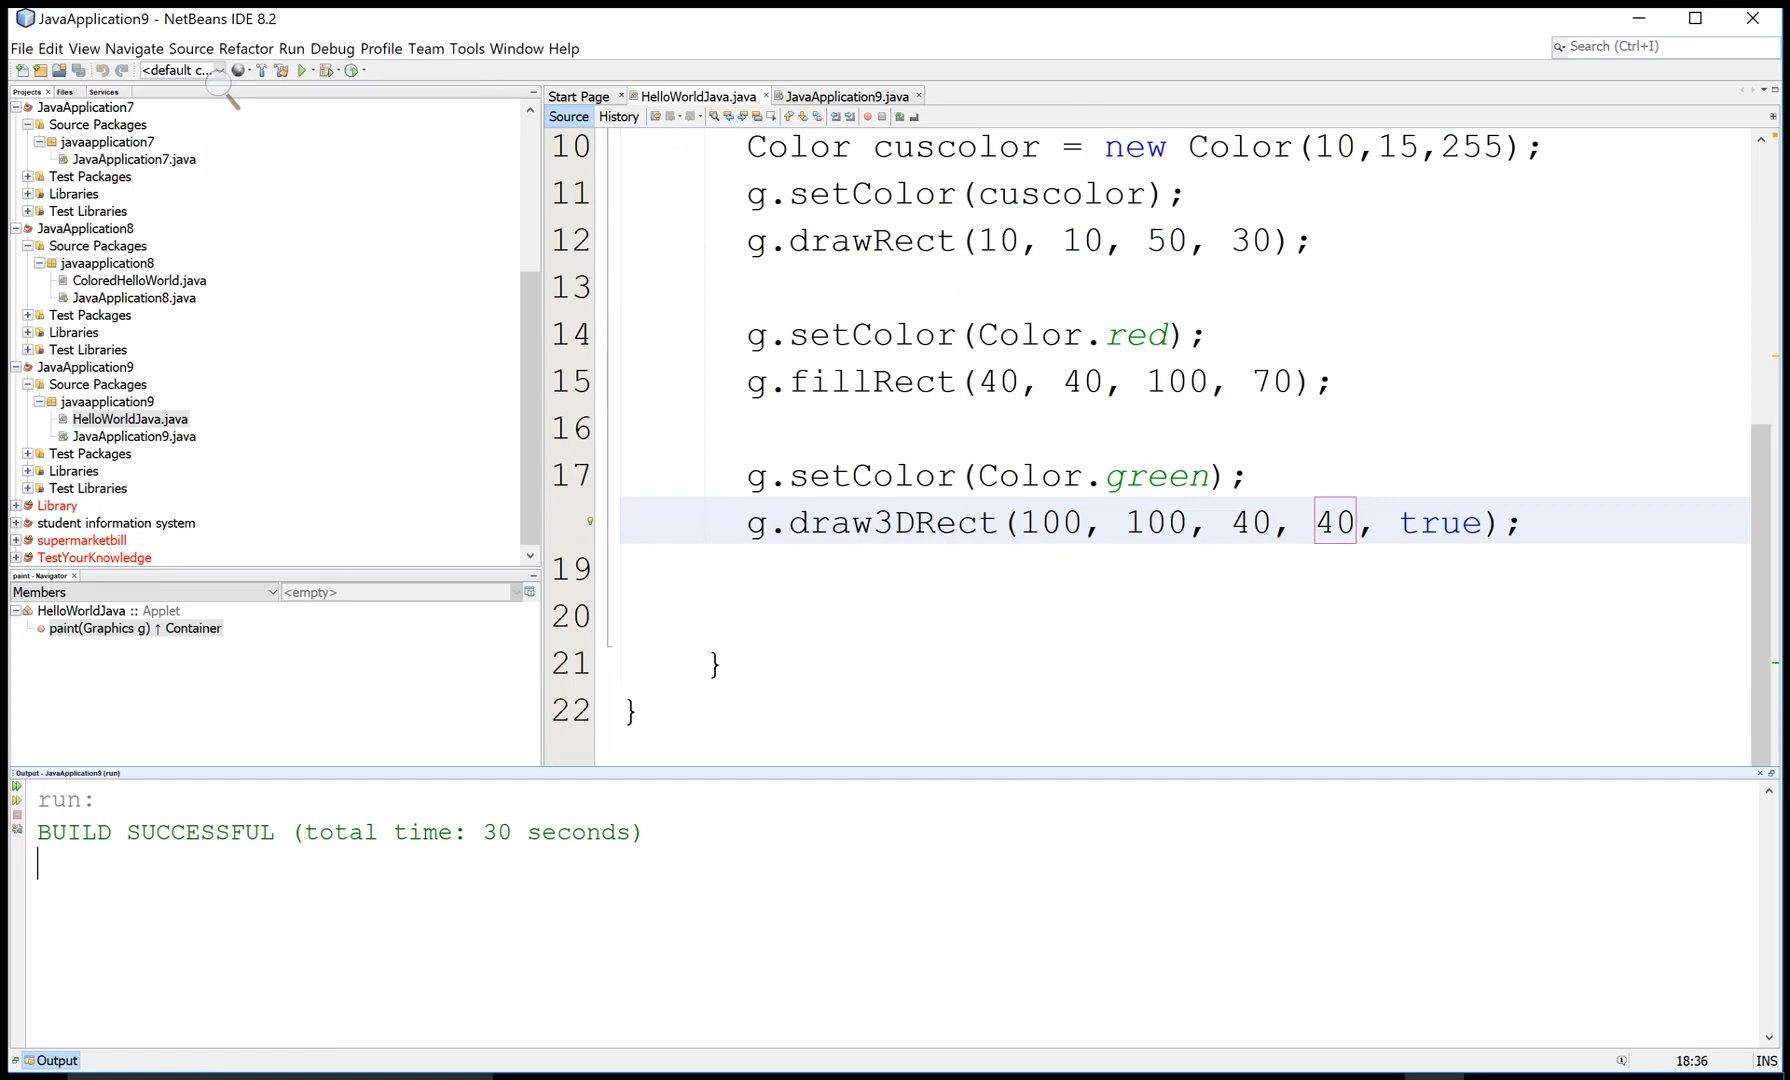 JavaApplication9 - NetBeans IDE 8.2
File Edit View Navigate Source Refactor Run Debug Profile Team Tools Window Help
Search (Ctrl+I)
<default c...
Projects Files Services
JavaApplication7
Source Packages
javaapplication7
JavaApplication7.java
Test Packages
Libraries
Test Libraries
JavaApplication8
Source Packages
javaapplication8
ColoredHelloWorld.java
JavaApplication8.java
Test Packages
Libraries
Test Libraries
JavaApplication9
Source Packages
javaapplication9
HelloWorldJava.java
JavaApplication9.java
Test Packages
Libraries
Test Libraries
Library
student information system
supermarketbill
TestYourKnowledge
paint - Navigator
Members <empty>
HelloWorldJava :: Applet
paint(Graphics g) ↑ Container
Start Page HelloWorldJava.java JavaApplication9.java
Source History
10 Color cuscolor = new Color(10,15,255);
11 g.setColor(cuscolor);
12 g.drawRect(10, 10, 50, 30);
13
14 g.setColor(Color.red);
15 g.fillRect(40, 40, 100, 70);
16
17 g.setColor(Color.green);
g.draw3DRect(100, 100, 40, 40, true);
19
20
21 }
22 }
Output - JavaApplication9 (run)
run:
BUILD SUCCESSFUL (total time: 30 seconds)
Output
18:36 INS